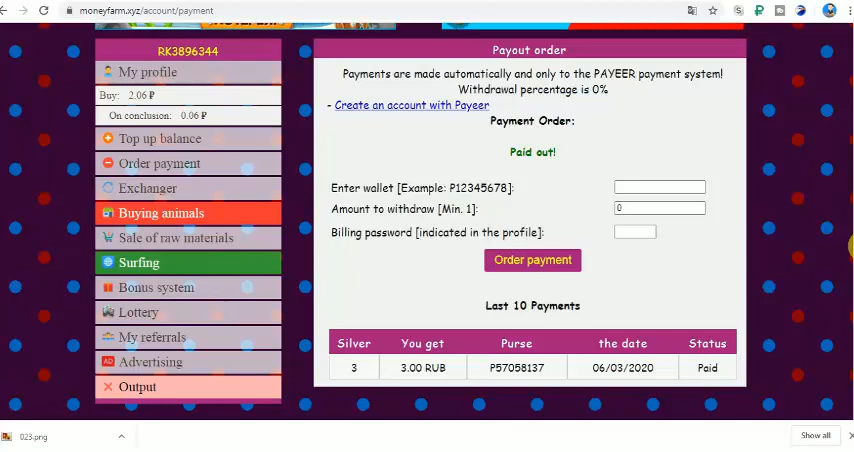 moneyfarm.xyz/account/payment
RK3896344
My profile
Buy: 2.06 ₽
On conclusion: 0.06 ₽
Top up balance
Order payment
Exchanger
Buying animals
Sale of raw materials
Surfing
Bonus system
Lottery
My referrals
AD Advertising
Output
Payout order
Payments are made automatically and only to the PAYEER payment system!
Withdrawal percentage is 0%
- Create an account with Payeer
Payment Order:
Paid out!
Enter wallet [Example: P12345678]:
Amount to withdraw [Min. 1]: 0
Billing password [indicated in the profile]:
Order payment
Last 10 Payments
Silver You get Purse the date Status
3 3.00 RUB P57058137 06/03/2020 Paid
023.png
Show all